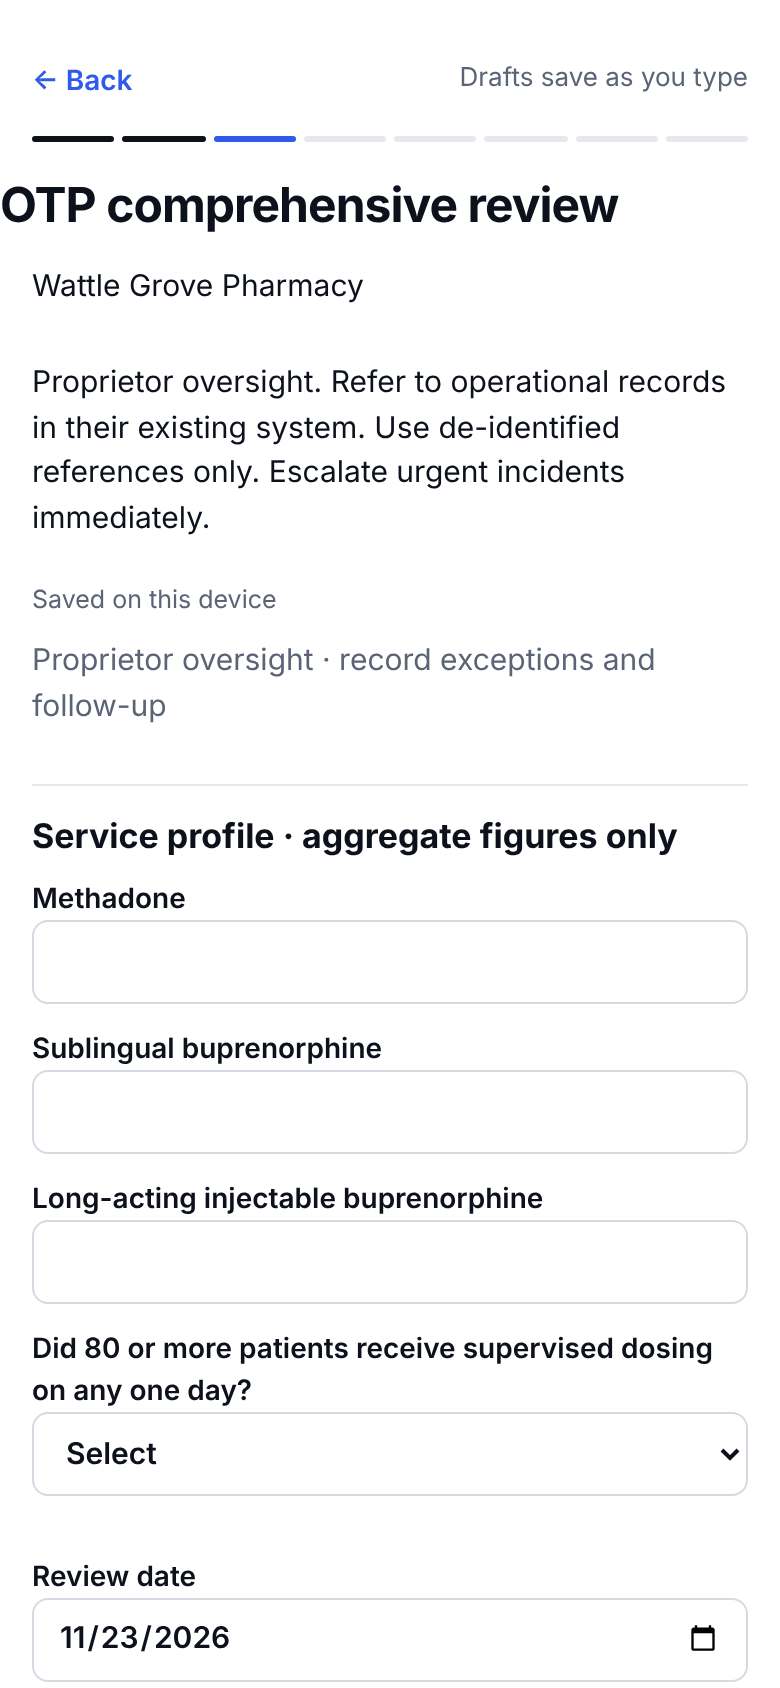 ← Back
Drafts save as you type
OTP comprehensive review
Wattle Grove Pharmacy
Proprietor oversight. Refer to operational records
in their existing system. Use de-identified
references only. Escalate urgent incidents
immediately.
Saved on this device
Proprietor oversight · record exceptions and
follow-up
Service profile · aggregate figures only
Methadone
Sublingual buprenorphine
Long-acting injectable buprenorphine
Did 80 or more patients receive supervised dosing
on any one day?
Select
Review date
11/23/2026